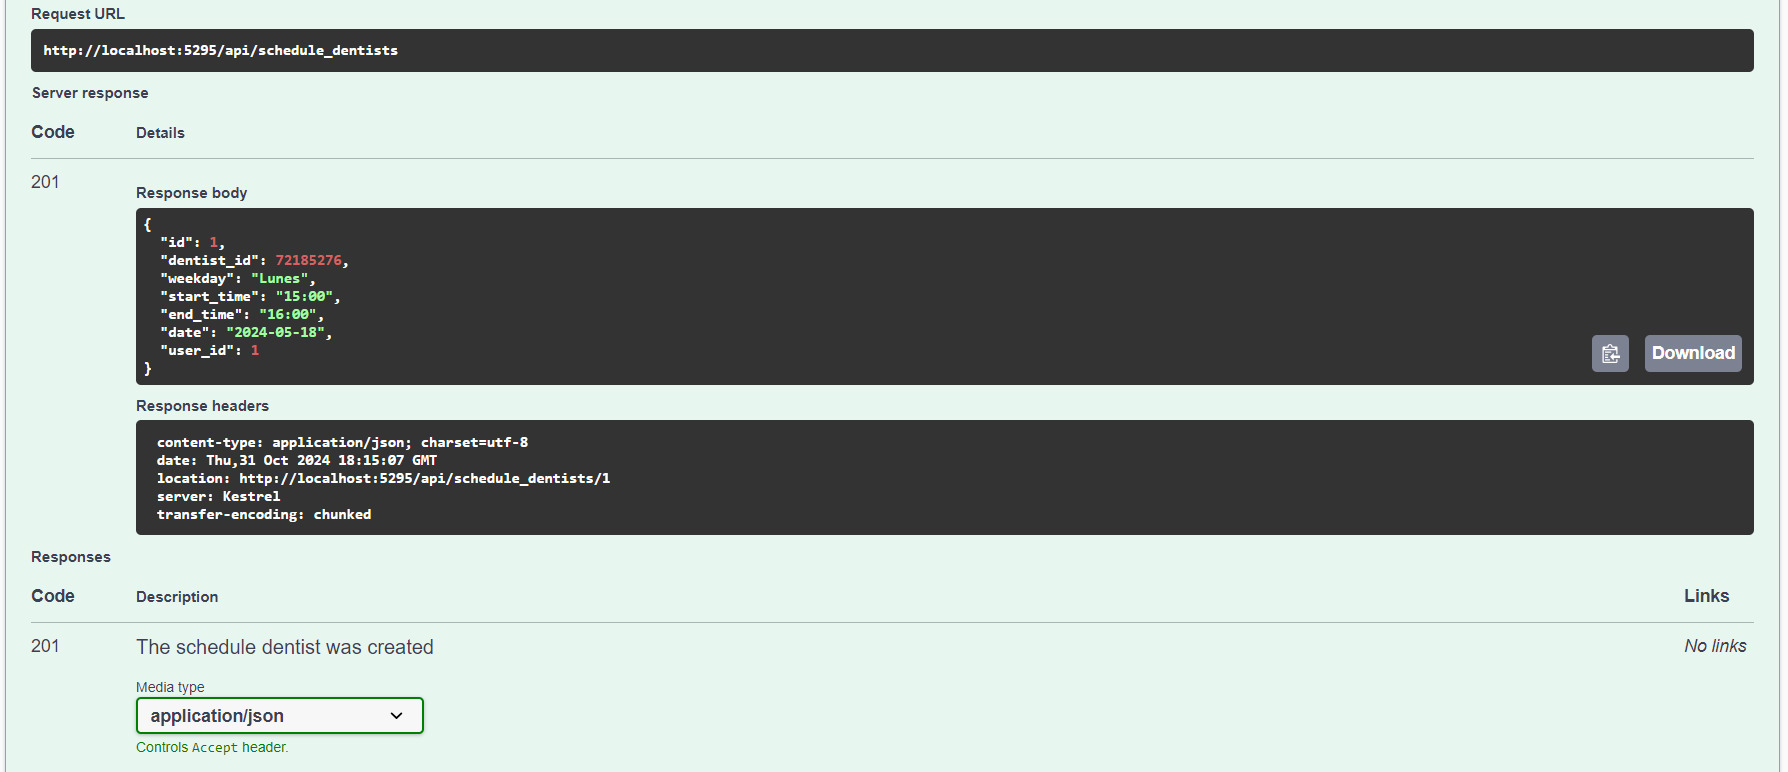 Request URL
http://localhost:5295/api/schedule_dentists
Server response
Code Details
201
Response body
{
  "id": 1,
  "dentist_id": 72185276,
  "weekday": "Lunes",
  "start_time": "15:00",
  "end_time": "16:00",
  "date": "2024-05-18",
  "user_id": 1
}
Download
Response headers
content-type: application/json; charset=utf-8
date: Thu,31 Oct 2024 18:15:07 GMT
location: http://localhost:5295/api/schedule_dentists/1
server: Kestrel
transfer-encoding: chunked
Responses
Code Description Links
201 The schedule dentist was created No links
Media type
application/json
Controls Accept header.